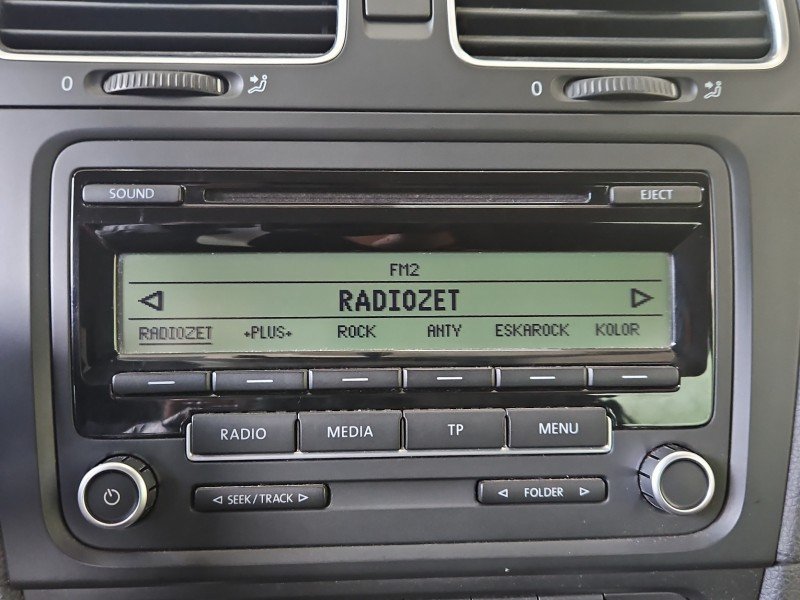 0 0
SOUND EJECT
FM2
RADIOZET
RADIOZET +PLUS+ ROCK ANTY ESKAROCK KOLOR
RADIO MEDIA TP MENU
SEEK/TRACK FOLDER